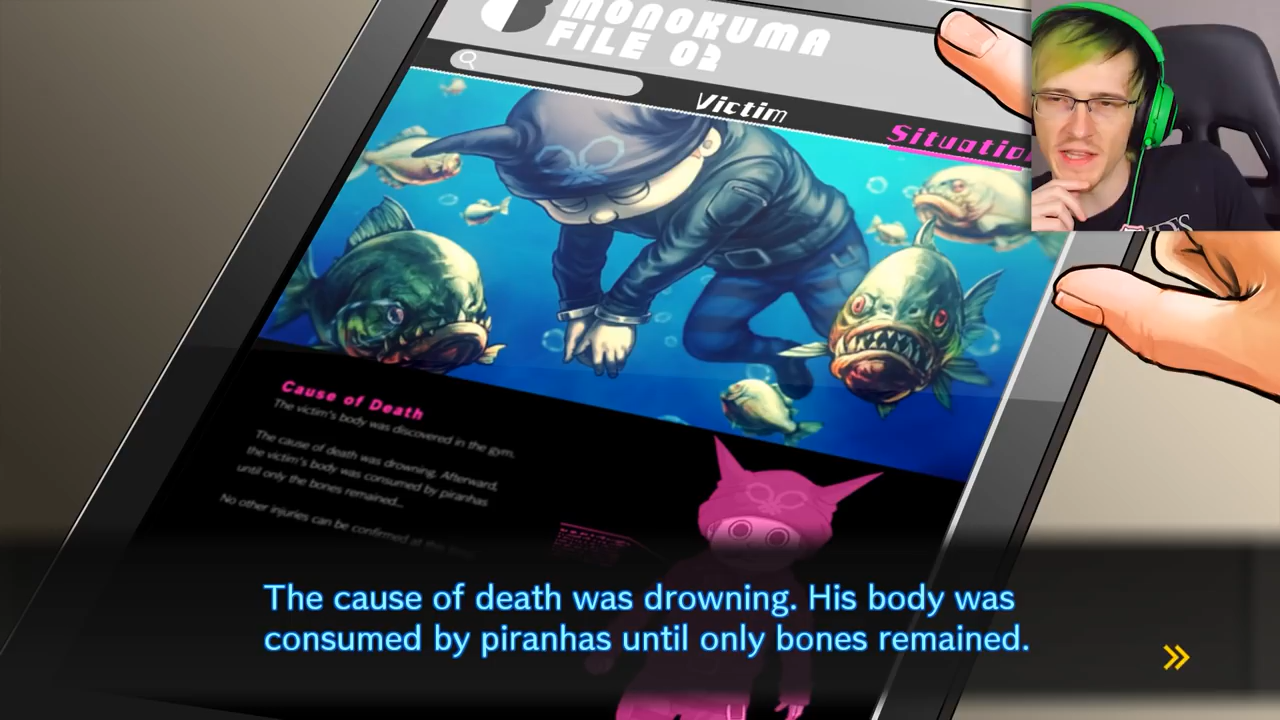 MONOKUMA
FILE 02
Victim
Situation
Cause of Death
The victim's body was discovered in the gym.
The cause of death was drowning. Afterward,
the victim's body was consumed by piranhas
until only the bones remained...
No other injuries can be confirmed at this time.
The cause of death was drowning. His body was
consumed by piranhas until only bones remained.